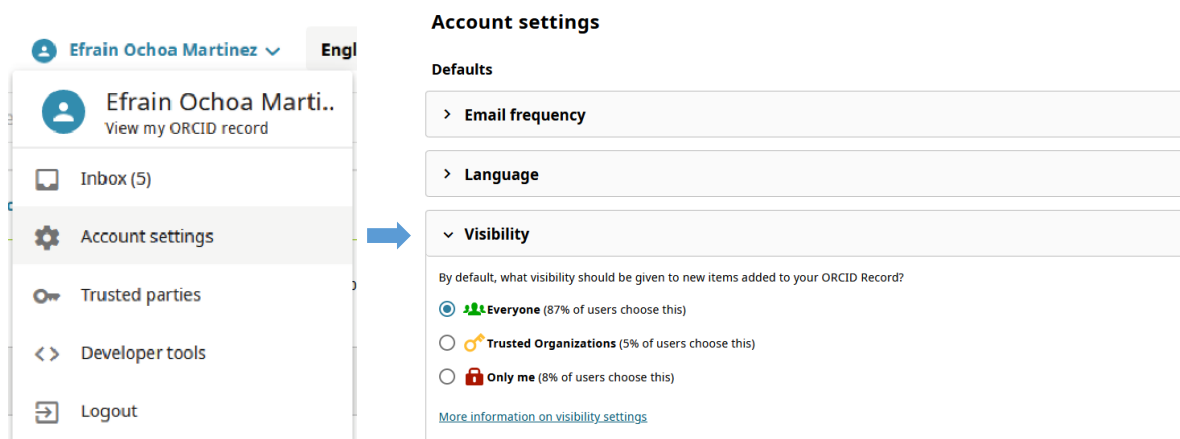 Efrain Ochoa Martinez
Engl
Efrain Ochoa Marti..
View my ORCID record
Inbox (5)
Account settings
Trusted parties
Developer tools
Logout
Account settings
Defaults
Email frequency
Language
Visibility
By default, what visibility should be given to new items added to your ORCID Record?
Everyone (87% of users choose this)
Trusted Organizations (5% of users choose this)
Only me (8% of users choose this)
More information on visibility settings